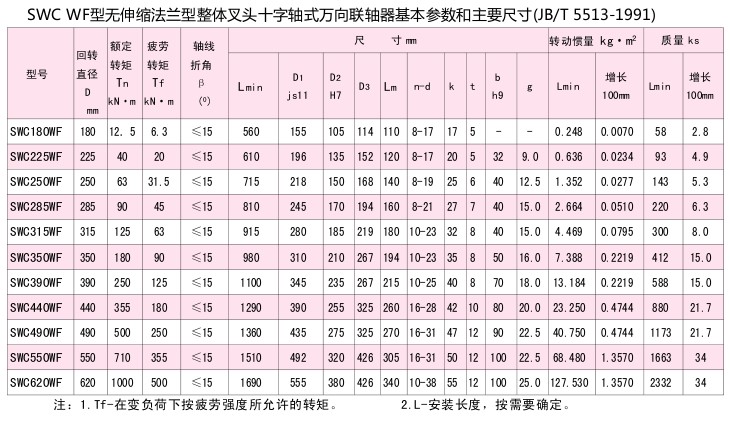 SWC WF型无伸缩法兰型整体叉头十字轴式万向联轴器基本参数和主要尺寸(JB/T 5513-1991)
型号 回转直径 D mm 额定转矩 Tn kN·m 疲劳转矩 Tf kN·m 轴线折角 β (0) 尺 寸 mm 转动惯量 kg·m² 质量 ks
Lmin D1 js11 D2 H7 D3 Lm n-d k t b h9 g Lmin 增长 100mm Lmin 增长 100mm
SWC180WF 180 12.5 6.3 ≤15 560 155 105 114 110 8-17 17 5 - - 0.248 0.0070 58 2.8
SWC225WF 225 40 20 ≤15 610 196 135 152 120 8-17 20 5 32 9.0 0.636 0.0234 93 4.9
SWC250WF 250 63 31.5 ≤15 715 218 150 168 140 8-19 25 6 40 12.5 1.352 0.0277 143 5.3
SWC285WF 285 90 45 ≤15 810 245 170 194 160 8-21 27 7 40 15.0 2.664 0.0510 220 6.3
SWC315WF 315 125 63 ≤15 915 280 185 219 180 10-23 32 8 40 15.0 4.469 0.0795 300 8.0
SWC350WF 350 180 90 ≤15 980 310 210 267 194 10-23 35 8 50 16.0 7.388 0.2219 412 15.0
SWC390WF 390 250 125 ≤15 1100 345 235 267 215 10-25 40 8 70 18.0 13.184 0.2219 588 15.0
SWC440WF 440 355 180 ≤15 1290 390 255 325 260 16-28 42 10 80 20.0 23.250 0.4744 880 21.7
SWC490WF 490 500 250 ≤15 1360 435 275 325 270 16-31 47 12 90 22.5 40.750 0.4744 1173 21.7
SWC550WF 550 710 355 ≤15 1510 492 320 426 305 16-31 50 12 100 22.5 68.480 1.3570 1663 34
SWC620WF 620 1000 500 ≤15 1690 555 380 426 340 10-38 55 12 100 25.0 127.530 1.3570 2332 34
注：1.Tf-在变负荷下按疲劳强度所允许的转矩。 2.L-安装长度，按需要确定。